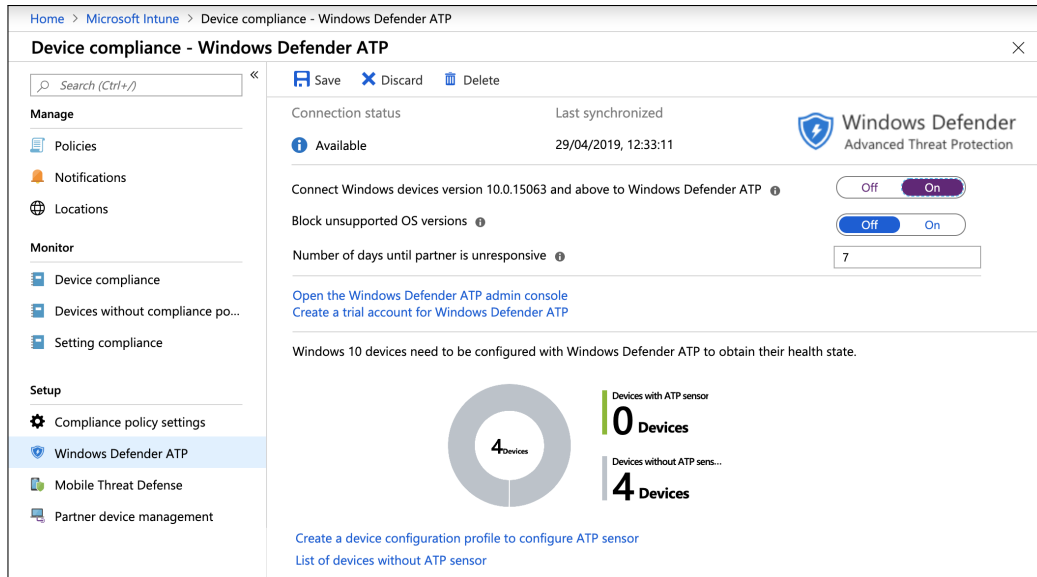 Home > Microsoft Intune > Device compliance - Windows Defender ATP
Device compliance - Windows Defender ATP
Search (Ctrl+/)
Manage
Policies
Notifications
Locations
Monitor
Device compliance
Devices without compliance po...
Setting compliance
Setup
Compliance policy settings
Windows Defender ATP
Mobile Threat Defense
Partner device management
Save Discard Delete
Connection status Last synchronized
Available 29/04/2019, 12:33:11
Windows Defender
Advanced Threat Protection
Connect Windows devices version 10.0.15063 and above to Windows Defender ATP Off On
Block unsupported OS versions Off On
Number of days until partner is unresponsive 7
Open the Windows Defender ATP admin console
Create a trial account for Windows Defender ATP
Windows 10 devices need to be configured with Windows Defender ATP to obtain their health state.
4 Devices
Devices with ATP sensor
0 Devices
Devices without ATP sens...
4 Devices
Create a device configuration profile to configure ATP sensor
List of devices without ATP sensor